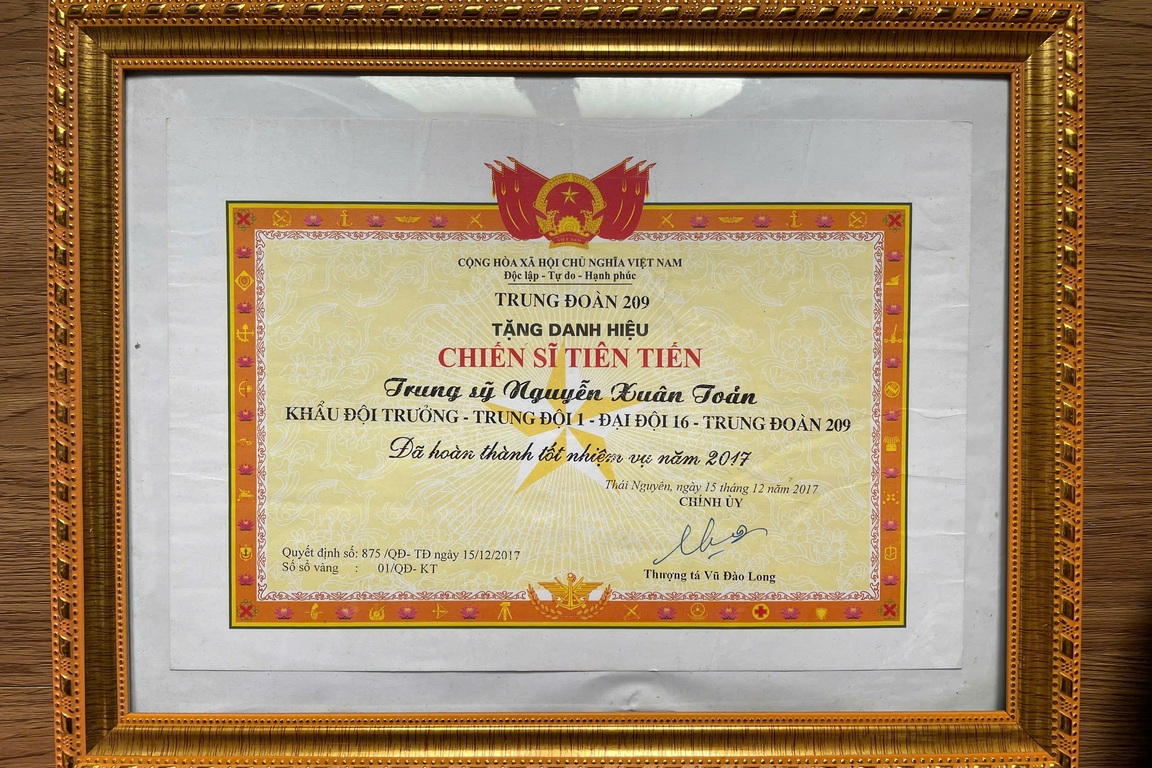 CỘNG HÒA XÃ HỘI CHỦ NGHĨA VIỆT NAM
Độc lập - Tự do - Hạnh phúc
TRUNG ĐOÀN 209
TẶNG DANH HIỆU
CHIẾN SĨ TIÊN TIẾN
Trung sỹ Nguyễn Xuân Toản
KHẨU ĐỘI TRƯỞNG - TRUNG ĐỘI 1 - ĐẠI ĐỘI 16 - TRUNG ĐOÀN 209
Đã hoàn thành tốt nhiệm vụ năm 2017
Thái Nguyên, ngày 15 tháng 12 năm 2017
CHÍNH ỦY
Quyết định số: 875 /QĐ- TĐ ngày 15/12/2017
Số sổ vàng : 01/QĐ- KT
Thượng tá Vũ Đào Long